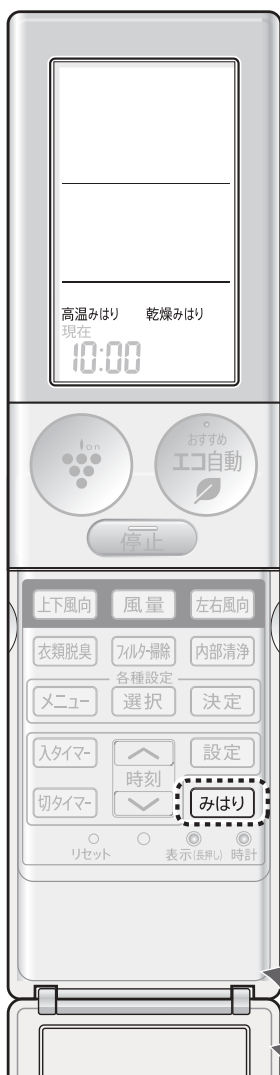 高温みはり 乾燥みはり
現在
10:00
Ion
おすすめ
エコ自動
停止
上下風向 風量 左右風向
衣類脱臭 フィルター掃除 内部清浄
各種設定
メニュー 選択 決定
入タイマー 設定
時刻
切タイマー みはり
リセット 表示(長押し) 時計